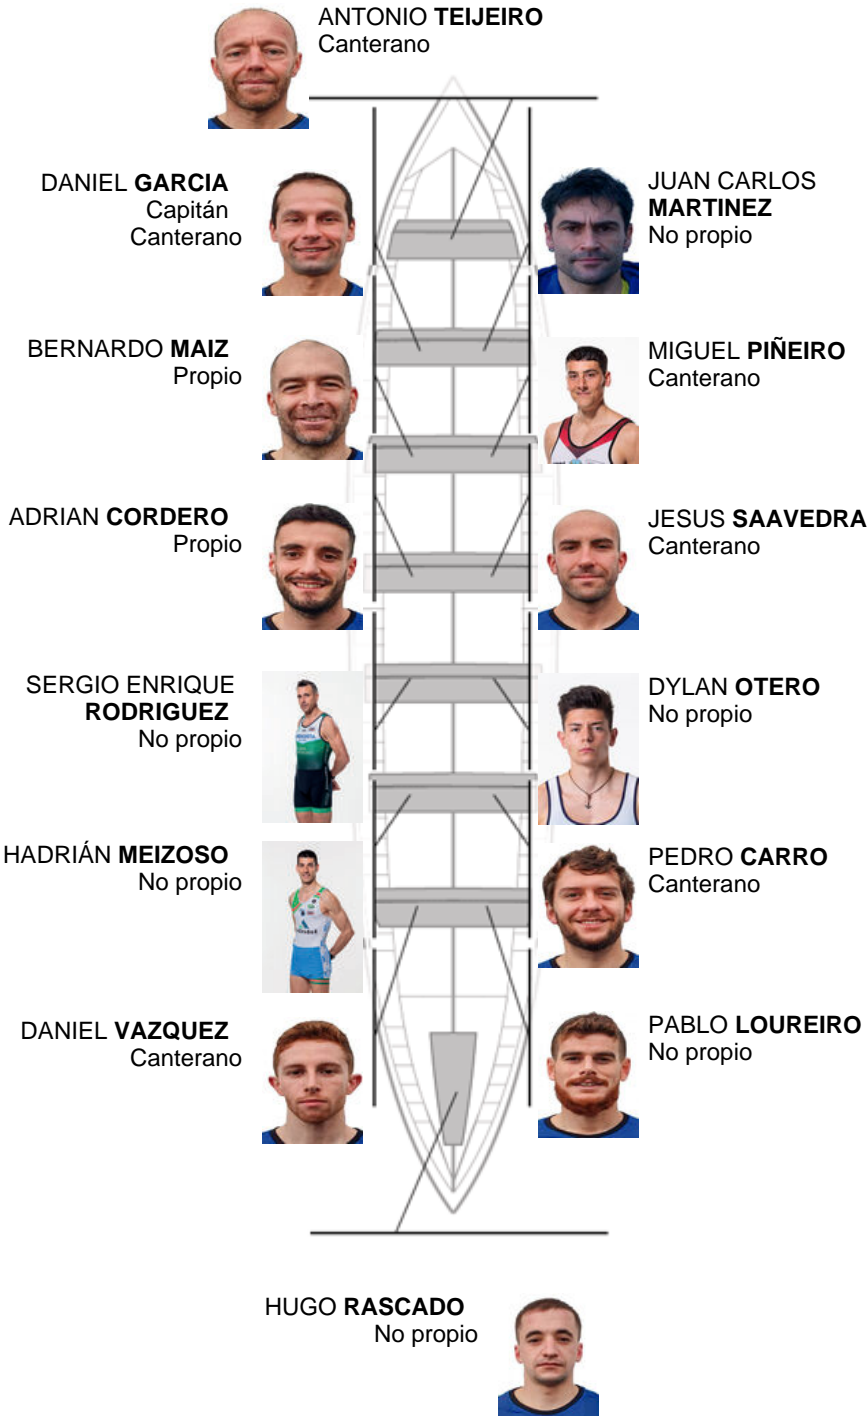 ANTONIO TEIJEIRO
Canterano
DANIEL GARCIA
Capitán
Canterano
JUAN CARLOS
MARTINEZ
No propio
BERNARDO MAIZ
Propio
MIGUEL PIÑEIRO
Canterano
ADRIAN CORDERO
Propio
JESUS SAAVEDRA
Canterano
SERGIO ENRIQUE
RODRIGUEZ
No propio
DYLAN OTERO
No propio
HADRIÁN MEIZOSO
No propio
PEDRO CARRO
Canterano
DANIEL VAZQUEZ
Canterano
PABLO LOUREIRO
No propio
HUGO RASCADO
No propio